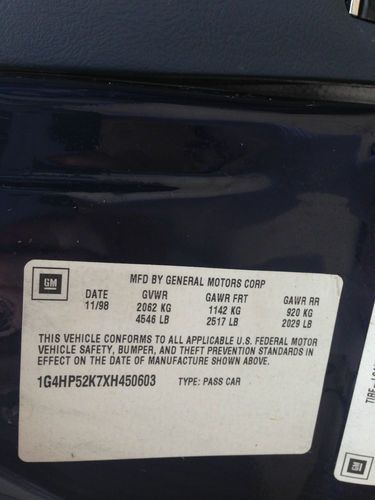 GM
MFD BY GENERAL MOTORS CORP
DATE GVWR GAWR FRT GAWR RR
11/98 2062 KG 1142 KG 920 KG
4546 LB 2517 LB 2029 LB
THIS VEHICLE CONFORMS TO ALL APPLICABLE U.S. FEDERAL MOTOR
VEHICLE SAFETY, BUMPER, AND THEFT PREVENTION STANDARDS IN
EFFECT ON THE DATE OF MANUFACTURE SHOWN ABOVE.
1G4HP52K7XH450603 TYPE: PASS CAR
GM